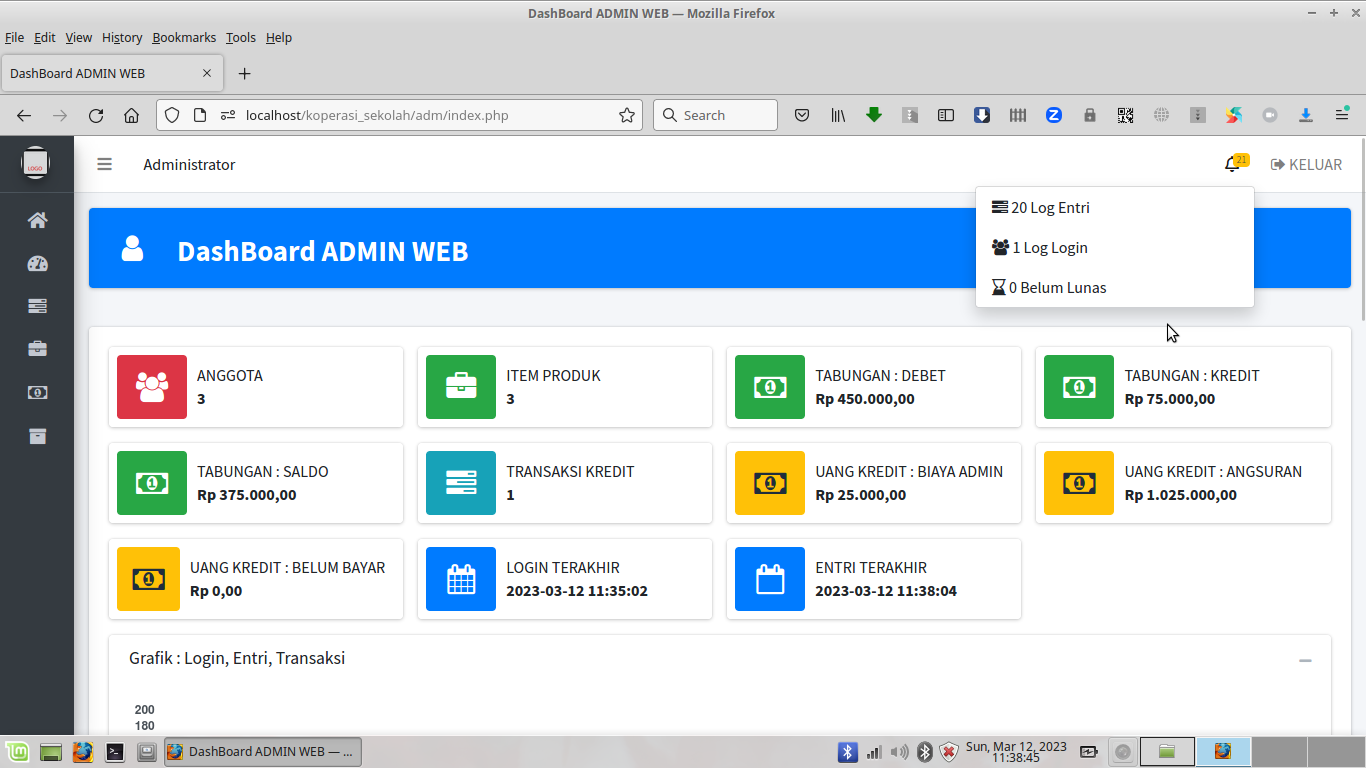 DashBoard ADMIN WEB — Mozilla Firefox
File Edit View History Bookmarks Tools Help
DashBoard ADMIN WEB
localhost/koperasi_sekolah/adm/index.php
Search
LOGO
Administrator
21
KELUAR
20 Log Entri
1 Log Login
0 Belum Lunas
DashBoard ADMIN WEB
ANGGOTA
3
ITEM PRODUK
3
TABUNGAN : DEBET
Rp 450.000,00
TABUNGAN : KREDIT
Rp 75.000,00
TABUNGAN : SALDO
Rp 375.000,00
TRANSAKSI KREDIT
1
UANG KREDIT : BIAYA ADMIN
Rp 25.000,00
UANG KREDIT : ANGSURAN
Rp 1.025.000,00
UANG KREDIT : BELUM BAYAR
Rp 0,00
LOGIN TERAKHIR
2023-03-12 11:35:02
ENTRI TERAKHIR
2023-03-12 11:38:04
Grafik : Login, Entri, Transaksi
200
180
DashBoard ADMIN WEB — ...
Sun, Mar 12, 2023
11:38:45